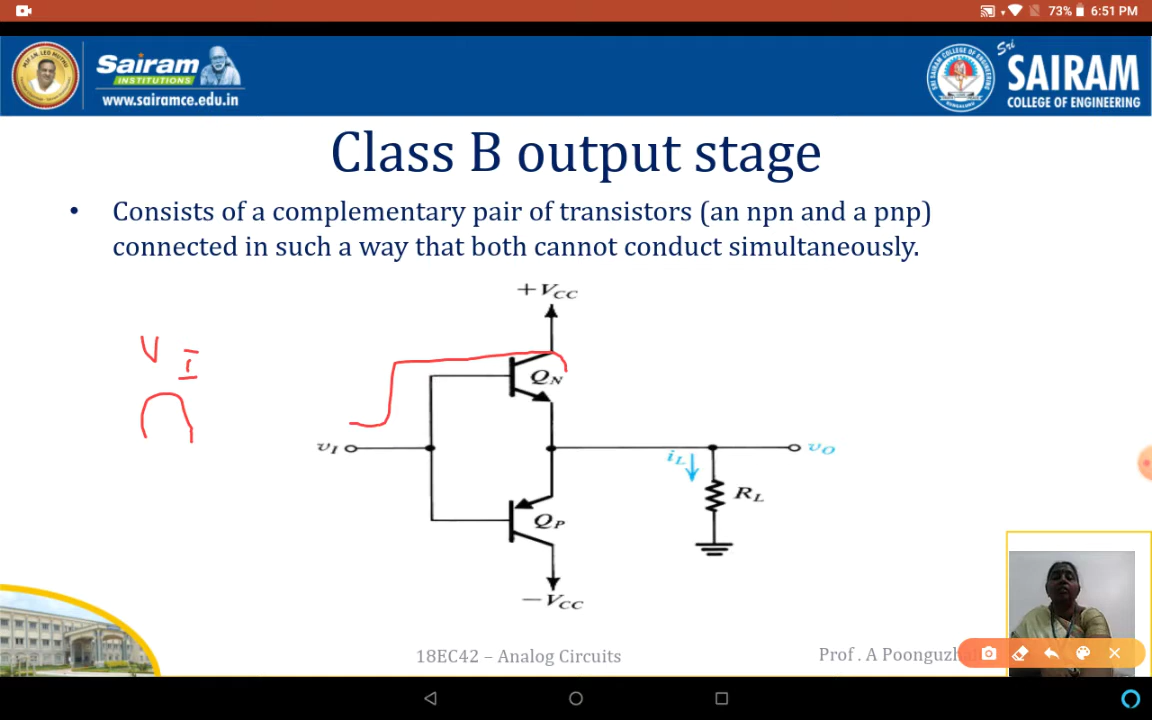 73% 6:51 PM
Sairam
INSTITUTIONS
www.sairamce.edu.in
Sri
SAIRAM
COLLEGE OF ENGINEERING
Class B output stage
• Consists of a complementary pair of transistors (an npn and a pnp)
connected in such a way that both cannot conduct simultaneously.
+VCC
VI
QN
vI
vO
iL
RL
QP
−VCC
18EC42 – Analog Circuits
Prof . A